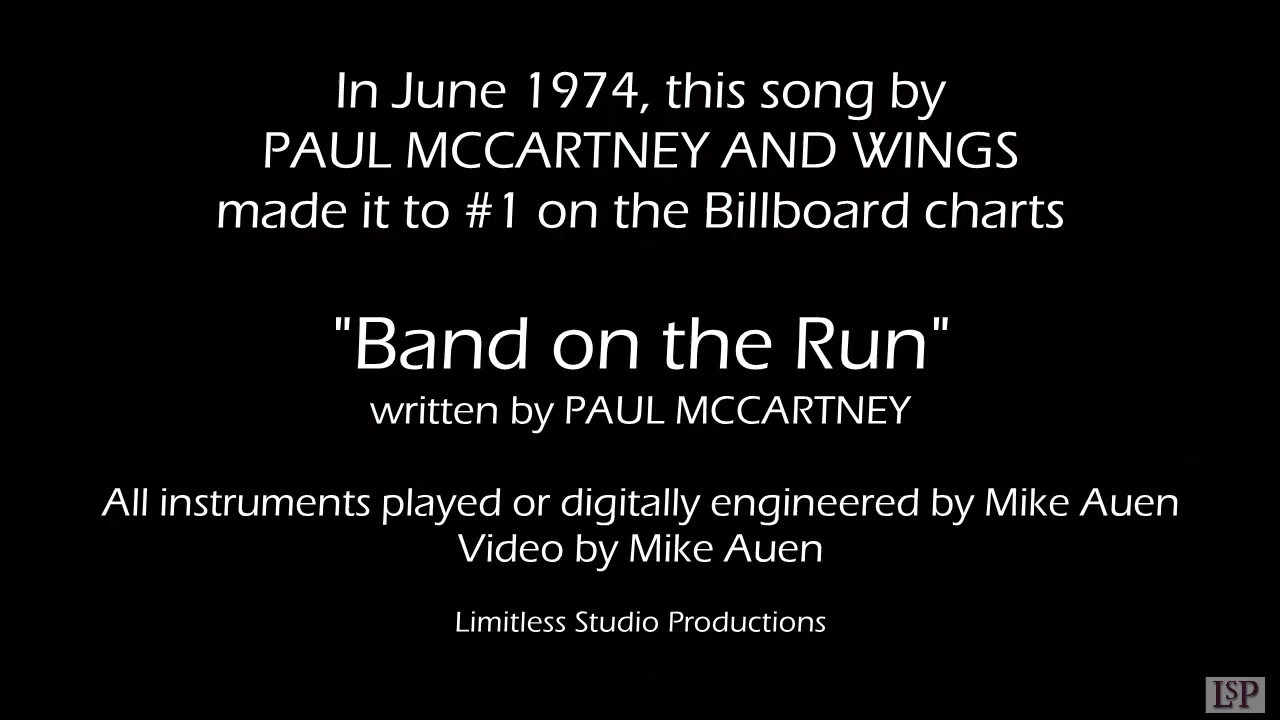 In June 1974, this song by
PAUL MCCARTNEY AND WINGS
made it to #1 on the Billboard charts
"Band on the Run"
written by PAUL MCCARTNEY
All instruments played or digitally engineered by Mike Auen
Video by Mike Auen
Limitless Studio Productions
LSP